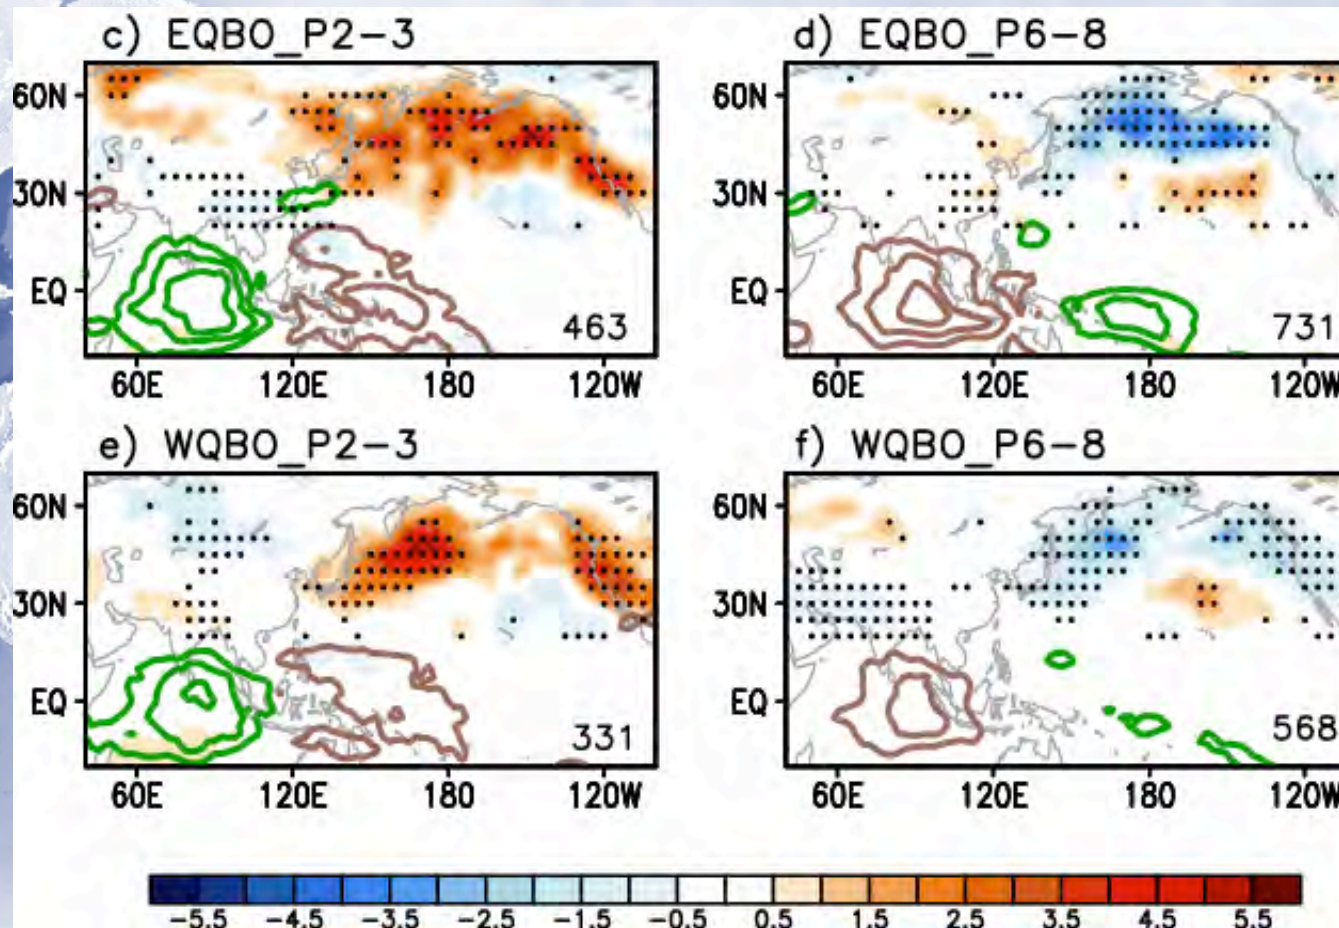 c) EQBO_P2-3
d) EQBO_P6-8
60N
30N
EQ
463
60E 120E 180 120W
60N
30N
EQ
731
60E 120E 180 120W
e) WQBO_P2-3
f) WQBO_P6-8
60N
30N
EQ
331
60E 120E 180 120W
60N
30N
EQ
568
60E 120E 180 120W
-5.5 -4.5 -3.5 -2.5 -1.5 -0.5 0.5 1.5 2.5 3.5 4.5 5.5